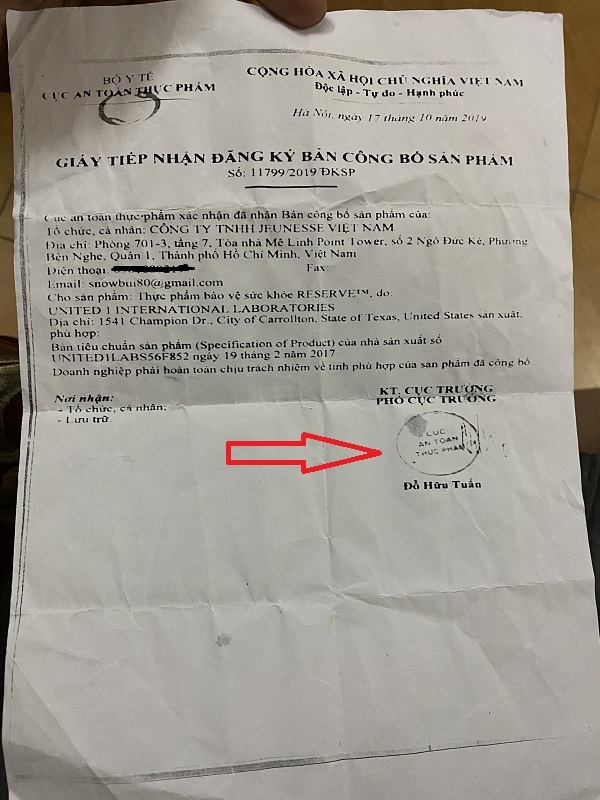 BỘ Y TẾ
CỤC AN TOÀN THỰC PHẨM
CỘNG HÒA XÃ HỘI CHỦ NGHĨA VIỆT NAM
Độc lập - Tự do - Hạnh phúc
Hà Nội, ngày 17 tháng 10 năm 2019
GIẤY TIẾP NHẬN ĐĂNG KÝ BẢN CÔNG BỐ SẢN PHẨM
Số: 11799/2019/ĐKSP
Cục an toàn thực phẩm xác nhận đã nhận Bản công bố sản phẩm của:
Tổ chức, cá nhân: CÔNG TY TNHH JEUNESSE VIỆT NAM
Địa chỉ: Phòng 701-3, tầng 7, Tòa nhà Mê Linh Point Tower, số 2 Ngô Đức Kế, Phường
Bến Nghé, Quận 1, Thành phố Hồ Chí Minh, Việt Nam
Điện thoại: Fax:
Email: snowbui80@gmail.com
Cho sản phẩm: Thực phẩm bảo vệ sức khỏe RESERVE™, do:
UNITED 1 INTERNATIONAL LABORATORIES
Địa chỉ: 1541 Champion Dr., City of Carrollton, State of Texas, United States sản xuất,
phù hợp:
Bản tiêu chuẩn sản phẩm (Specification of Product) của nhà sản xuất số
UNITED1LABS56F852 ngày 19 tháng 2 năm 2017
Doanh nghiệp phải hoàn toàn chịu trách nhiệm về tính phù hợp của sản phẩm đã công bố
Nơi nhận:
- Tổ chức, cá nhân;
- Lưu trữ.
KT. CỤC TRƯỞNG
PHÓ CỤC TRƯỞNG
CỤC
AN TOÀN
THỰC PHẨM
Đỗ Hữu Tuấn